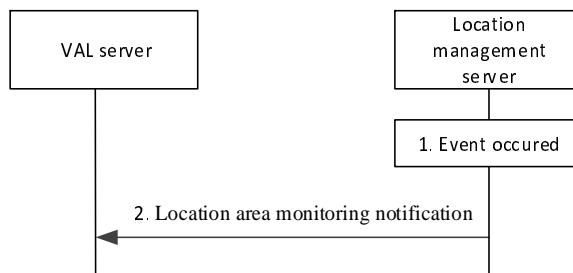 VAL server
Location
management
server
1. Event occured
2. Location area monitoring notification